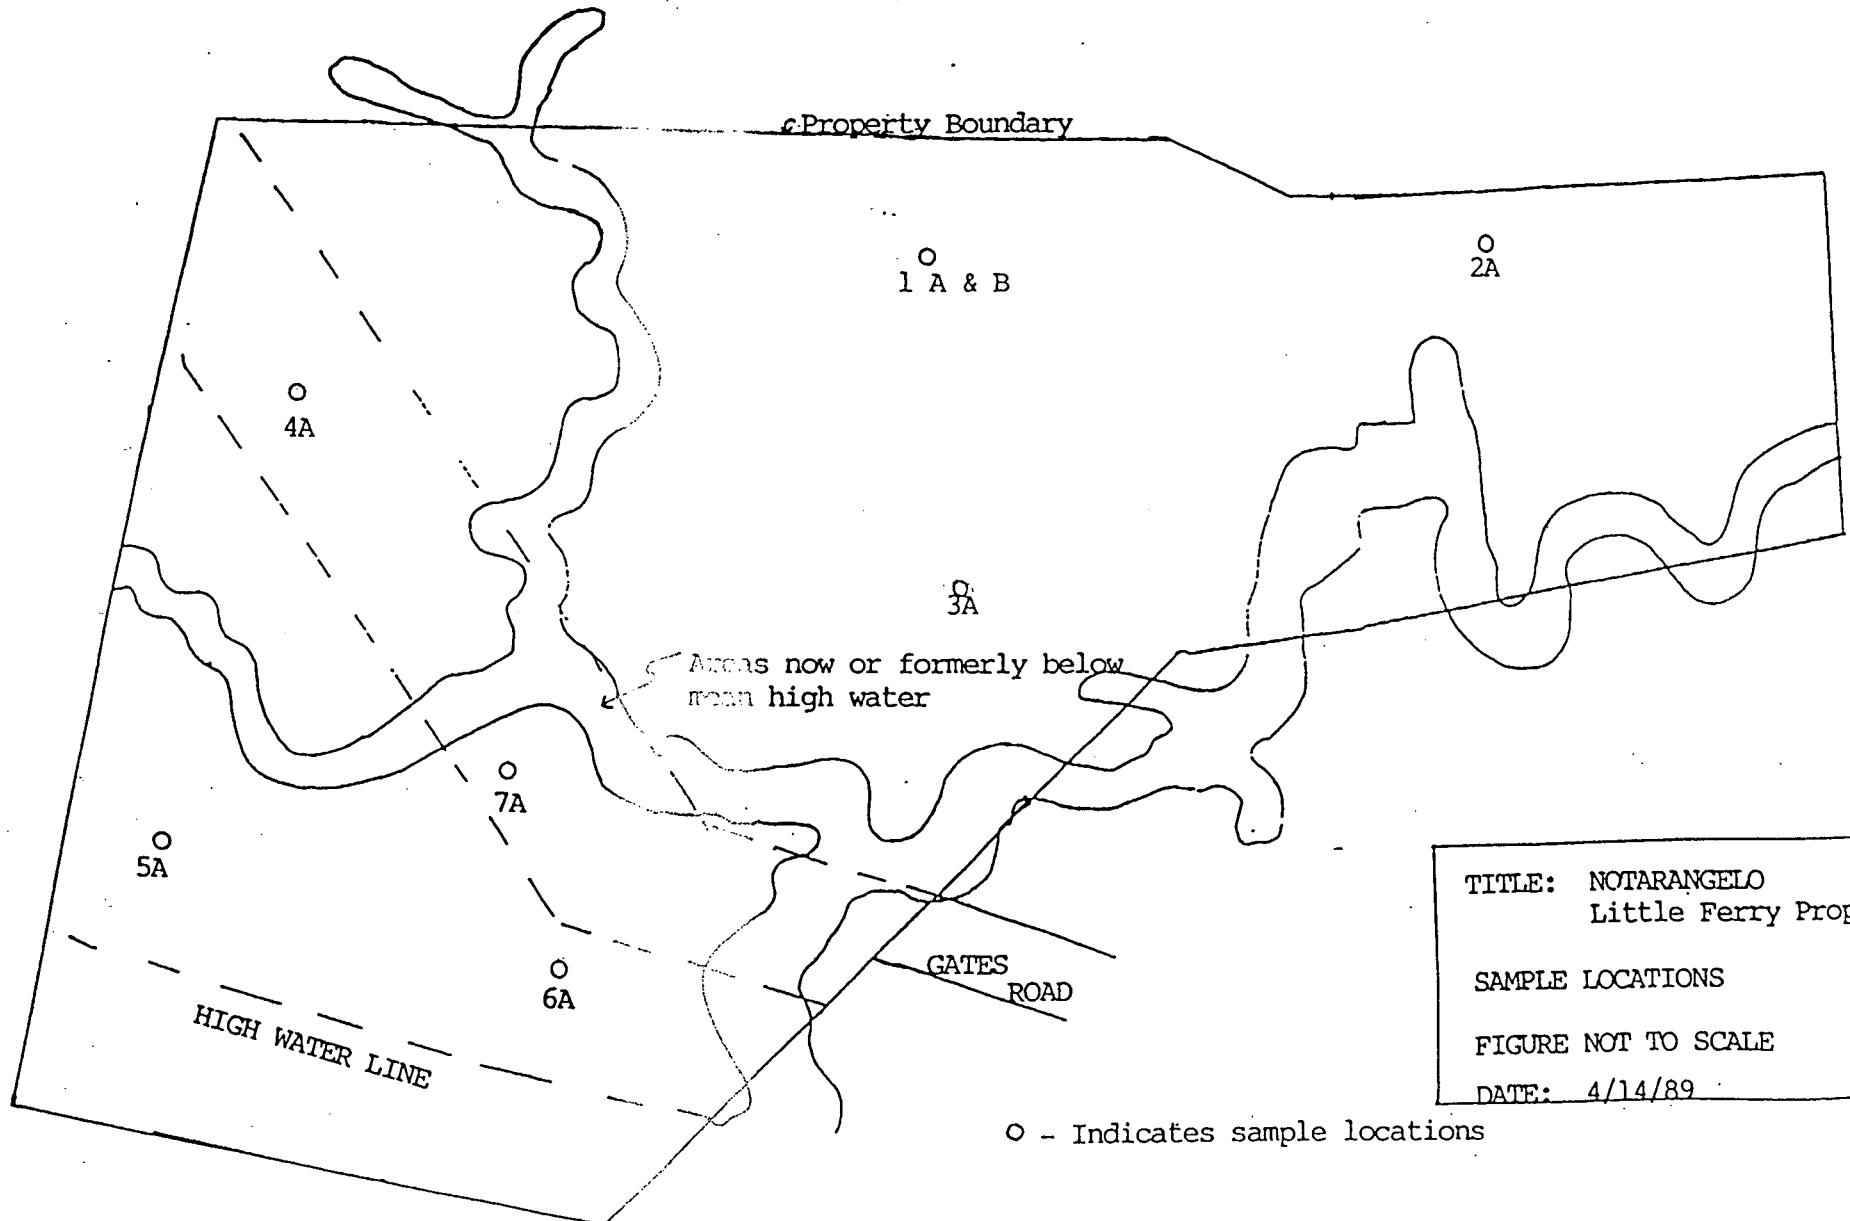 Property Boundary
1 A & B
2A
4A
3A
Areas now or formerly below
mean high water
7A
5A
6A
GATES
ROAD
HIGH WATER LINE
TITLE: NOTARANGELO
Little Ferry Prop
SAMPLE LOCATIONS
FIGURE NOT TO SCALE
DATE: 4/14/89
O - Indicates sample locations